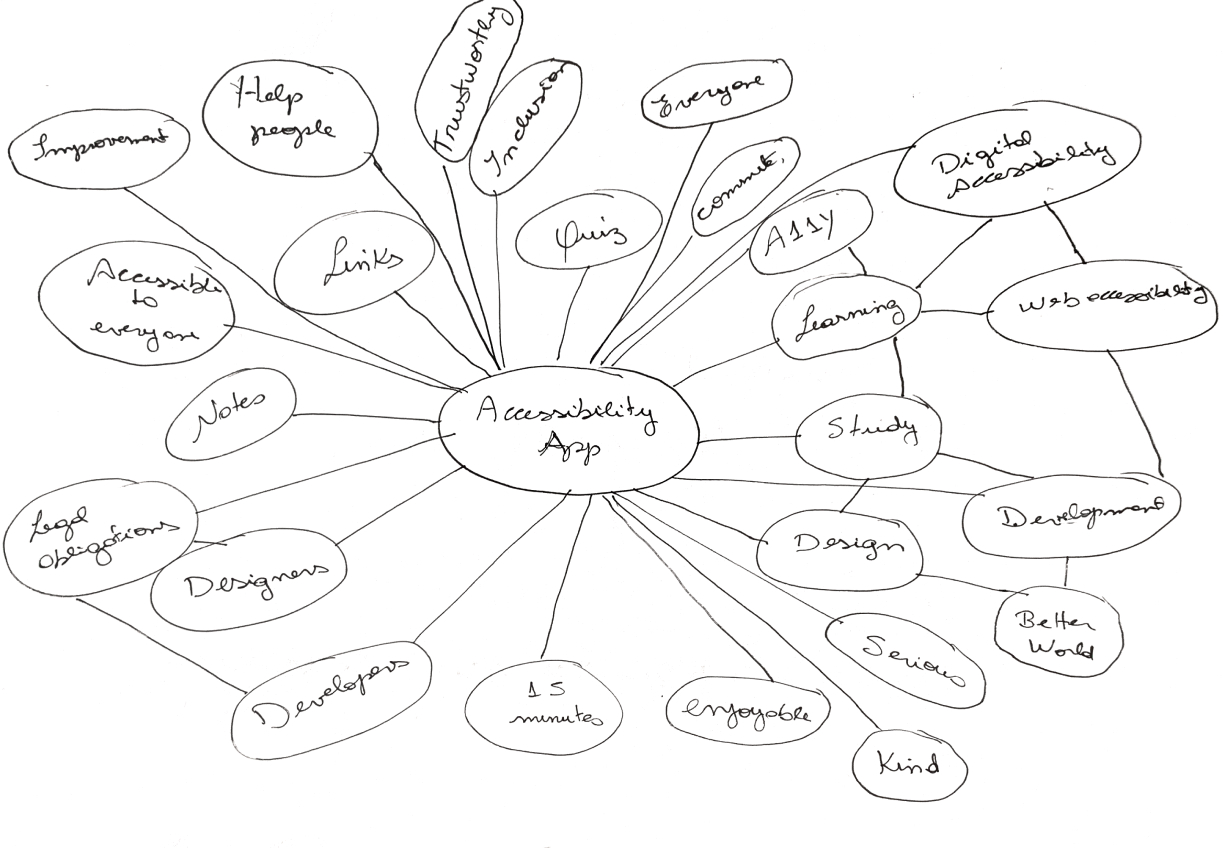 Trustworthy
Inclusion
Help
people
Everyone
Improvement
Digital
Accessibility
Quiz
A11Y
Links
Accessible
to
everyone
Learning
Web accessibility
Notes
Accessibility
App
Study
Legal
obligations
Development
Design
Designers
Better
World
Serious
Developers
15
minutes
enjoyable
Kind